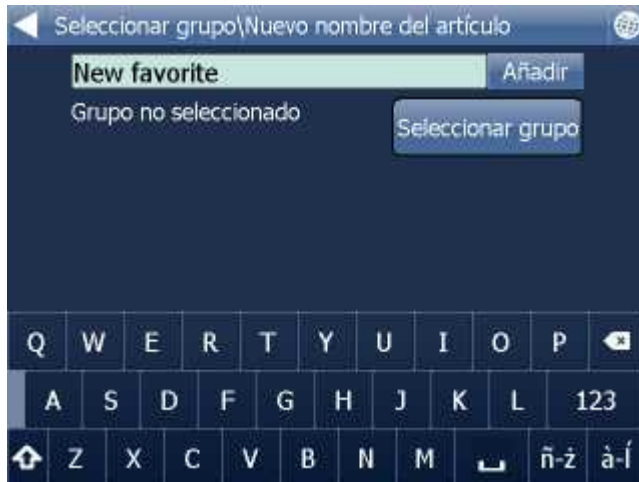 Seleccionar grupo\Nuevo nombre del artículo
New favorite Añadir
Grupo no seleccionado Seleccionar grupo
Q W E R T Y U I O P
A S D F G H J K L 123
Z X C V B N M ñ-ż à-Í